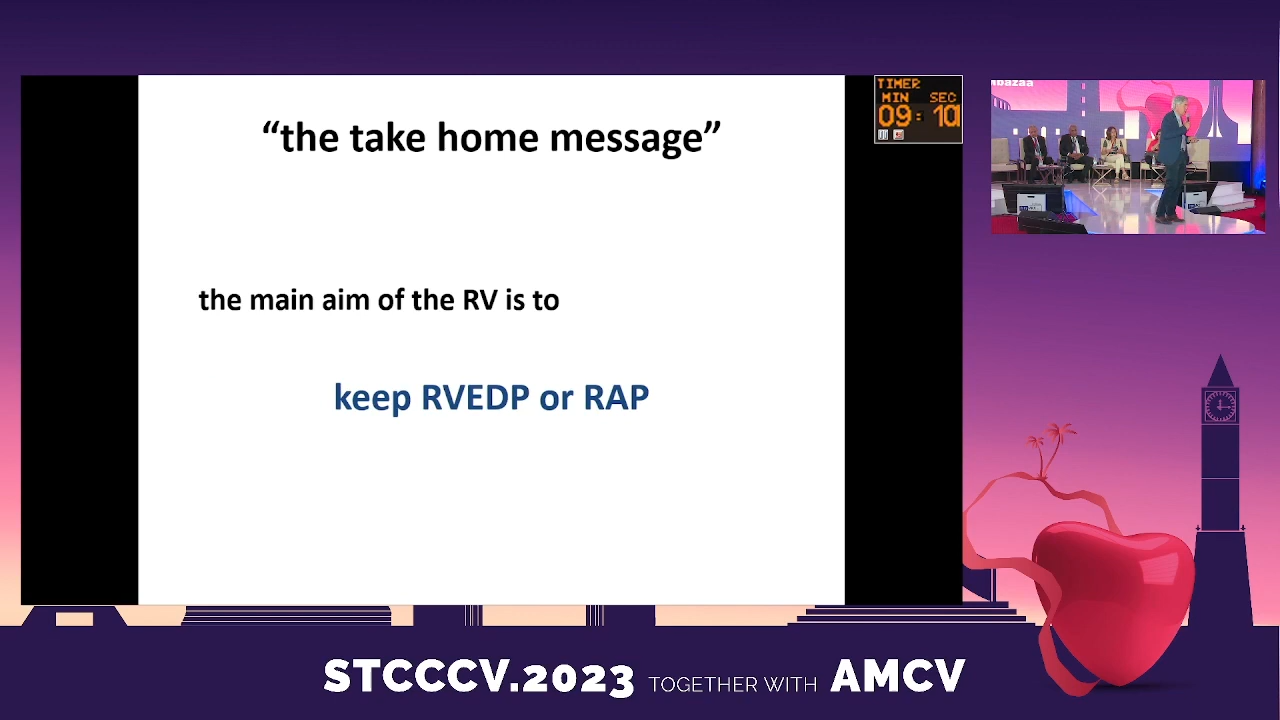 “the take home message”
the main aim of the RV is to
keep RVEDP or RAP
TIMER
MIN SEC
09: 10
mbazaa
STCCCV.2023 TOGETHER WITH AMCV